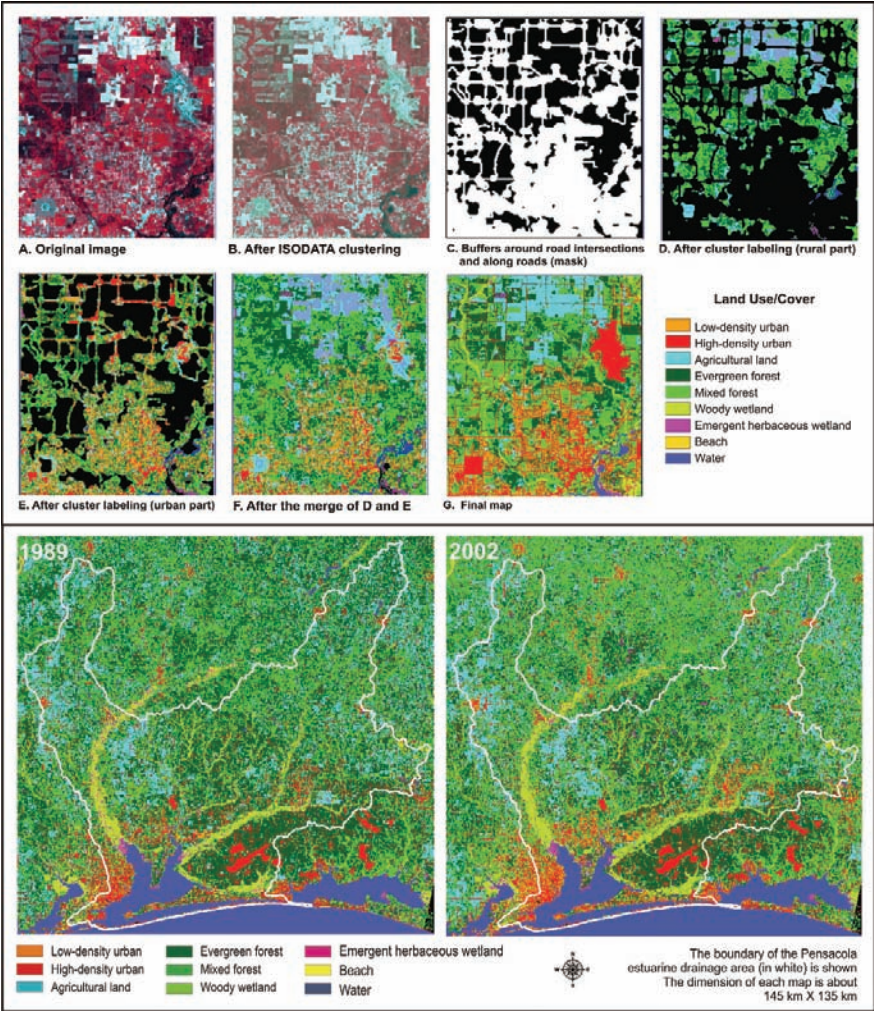 A. Original image
B. After ISODATA clustering
C. Buffers around road intersections
and along roads (mask)
D. After cluster labeling (rural part)
E. After cluster labeling (urban part)
F. After the merge of D and E
G. Final map
Land Use/Cover
Low-density urban
High-density urban
Agricultural land
Evergreen forest
Mixed forest
Woody wetland
Emergent herbaceous wetland
Beach
Water
1989
2002
Low-density urban
High-density urban
Agricultural land
Evergreen forest
Mixed forest
Woody wetland
Emergent herbaceous wetland
Beach
Water
The boundary of the Pensacola
estuarine drainage area (in white) is shown
The dimension of each map is about
145 km X 135 km